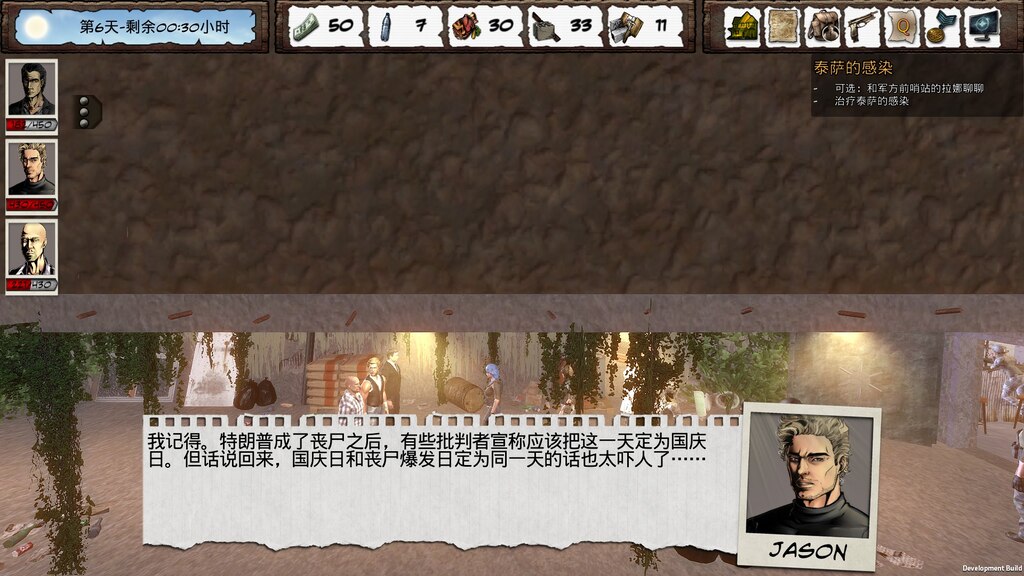 第6天-剩余00:30小时
50
7
30
33
11
Q
泰萨的感染
- 可选：和军方前哨站的拉娜聊聊
- 治疗泰萨的感染
我记得。特朗普成了丧尸之后，有些批判者宣称应该把这一天定为国庆
日。但话说回来，国庆日和丧尸爆发日定为同一天的话也太吓人了……
JASON
Development Build